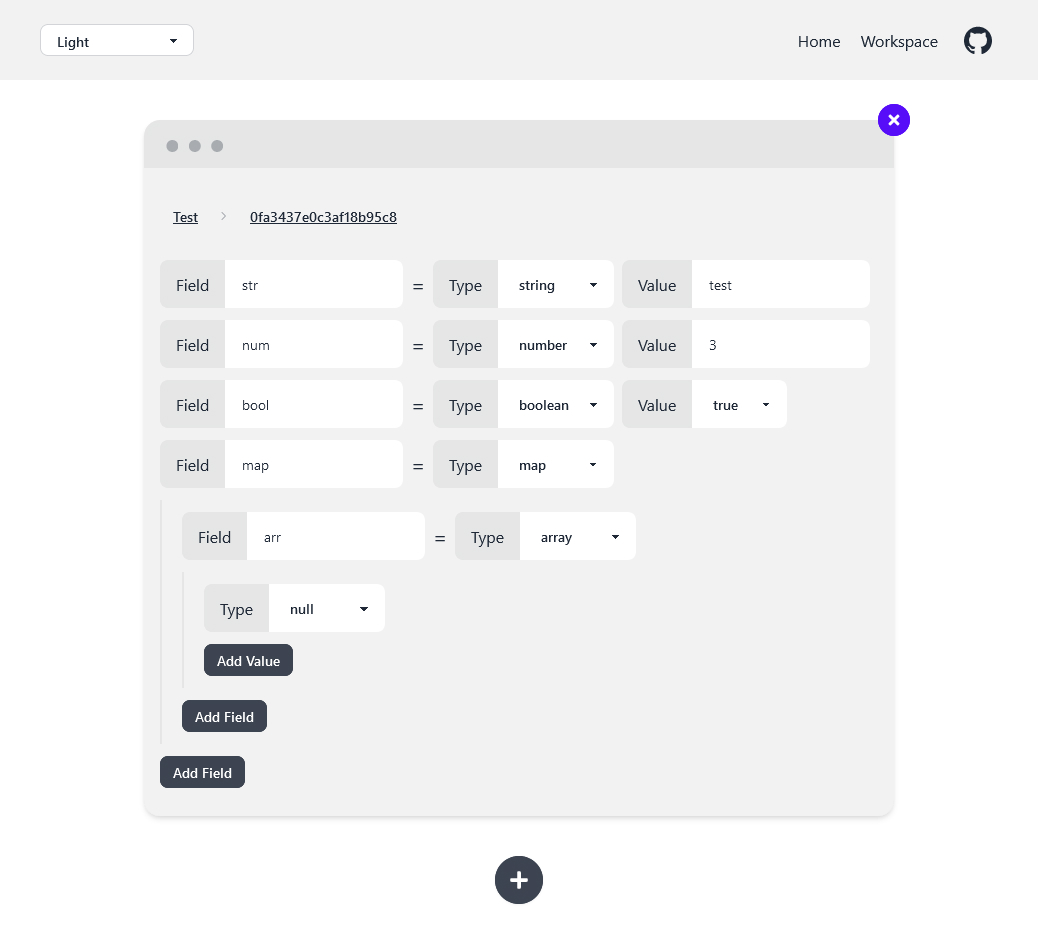 Light Home Workspace
Test 0fa3437e0c3af18b95c8
Field str = Type string Value test
Field num = Type number Value 3
Field bool = Type boolean Value true
Field map = Type map
Field arr = Type array
Type null
Add Value
Add Field
Add Field